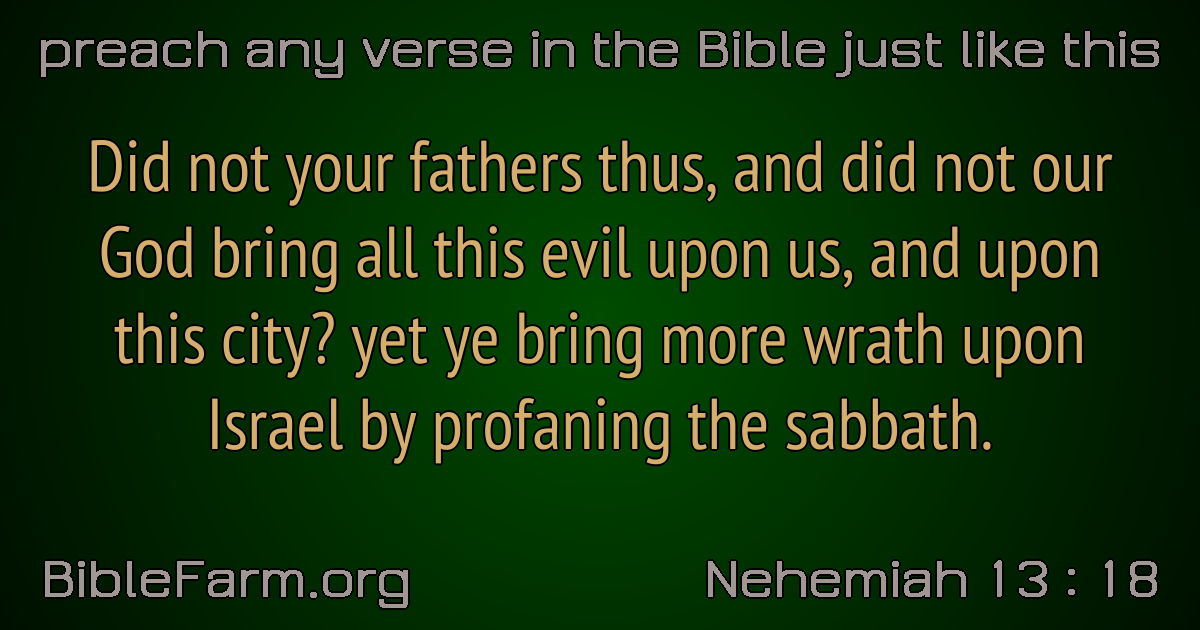 preach any verse in the Bible just like this
Did not your fathers thus, and did not our
God bring all this evil upon us, and upon
this city? yet ye bring more wrath upon
Israel by profaning the sabbath.
BibleFarm.org
Nehemiah 13 : 18